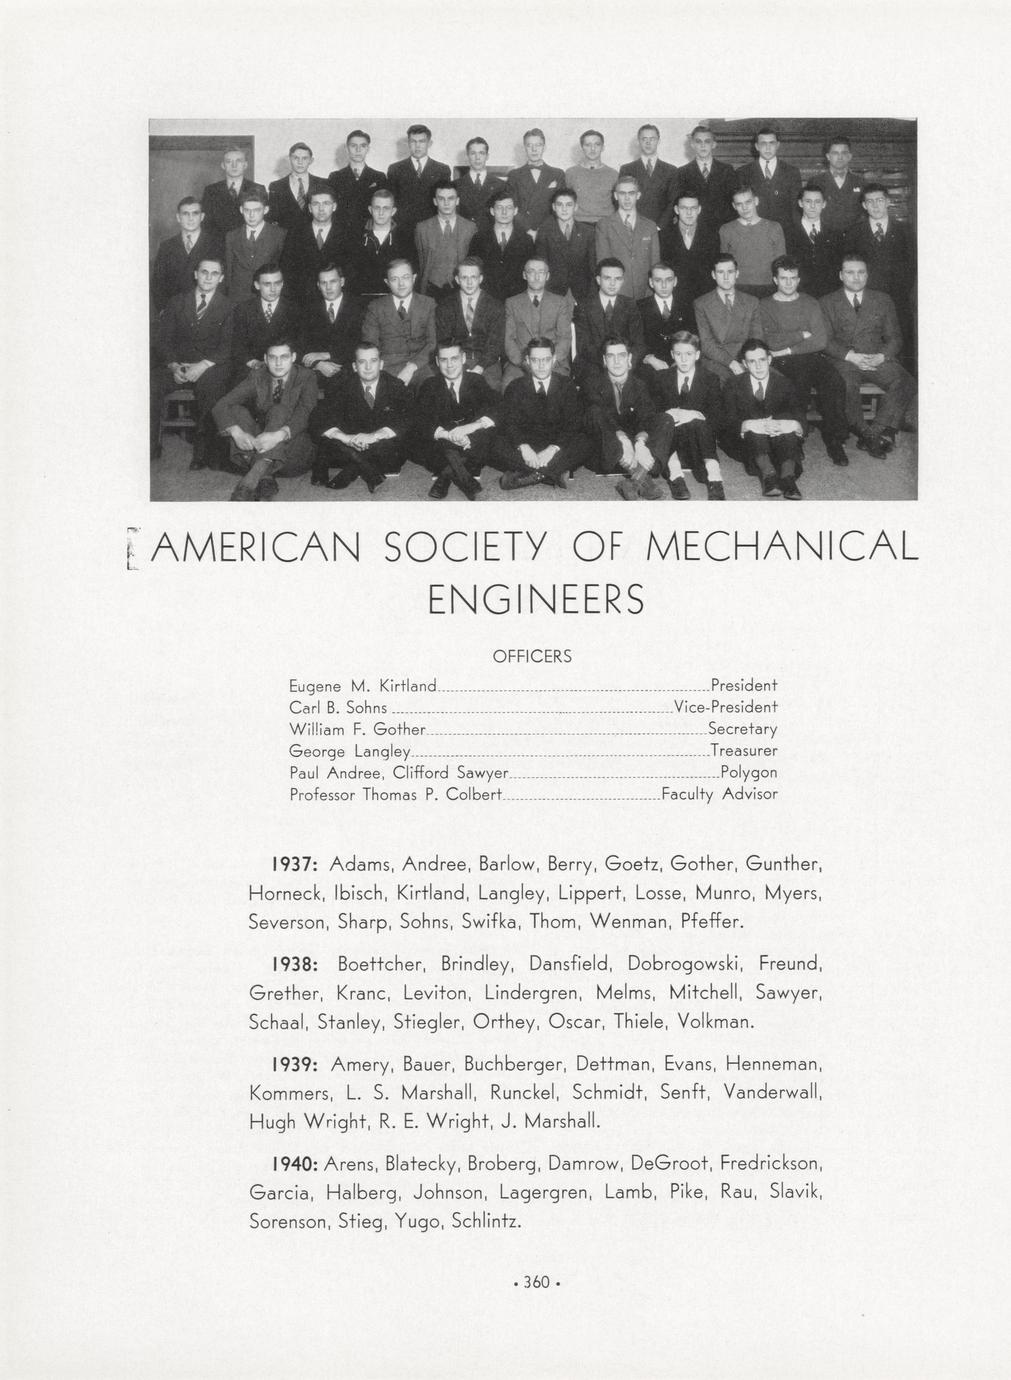 AMERICAN SOCIETY OF MECHANICAL
ENGINEERS
OFFICERS
Eugene M. Kirtland President
Carl B. Sohns Vice-President
William F. Gother Secretary
George Langley Treasurer
Paul Andree, Clifford Sawyer Polygon
Professor Thomas P. Colbert Faculty Advisor
1937: Adams, Andree, Barlow, Berry, Goetz, Gother, Gunther,
Horneck, Ibisch, Kirtland, Langley, Lippert, Losse, Munro, Myers,
Severson, Sharp, Sohns, Swifka, Thom, Wenman, Pfeffer.
1938: Boettcher, Brindley, Dansfield, Dobrogowski, Freund,
Grether, Kranc, Leviton, Lindergren, Melms, Mitchell, Sawyer,
Schaal, Stanley, Stiegler, Orthey, Oscar, Thiele, Volkman.
1939: Amery, Bauer, Buchberger, Dettman, Evans, Henneman,
Kommers, L. S. Marshall, Runckel, Schmidt, Senft, Vanderwall,
Hugh Wright, R. E. Wright, J. Marshall.
1940: Arens, Blatecky, Broberg, Damrow, DeGroot, Fredrickson,
Garcia, Halberg, Johnson, Lagergren, Lamb, Pike, Rau, Slavik,
Sorenson, Stieg, Yugo, Schlintz.
• 360 •